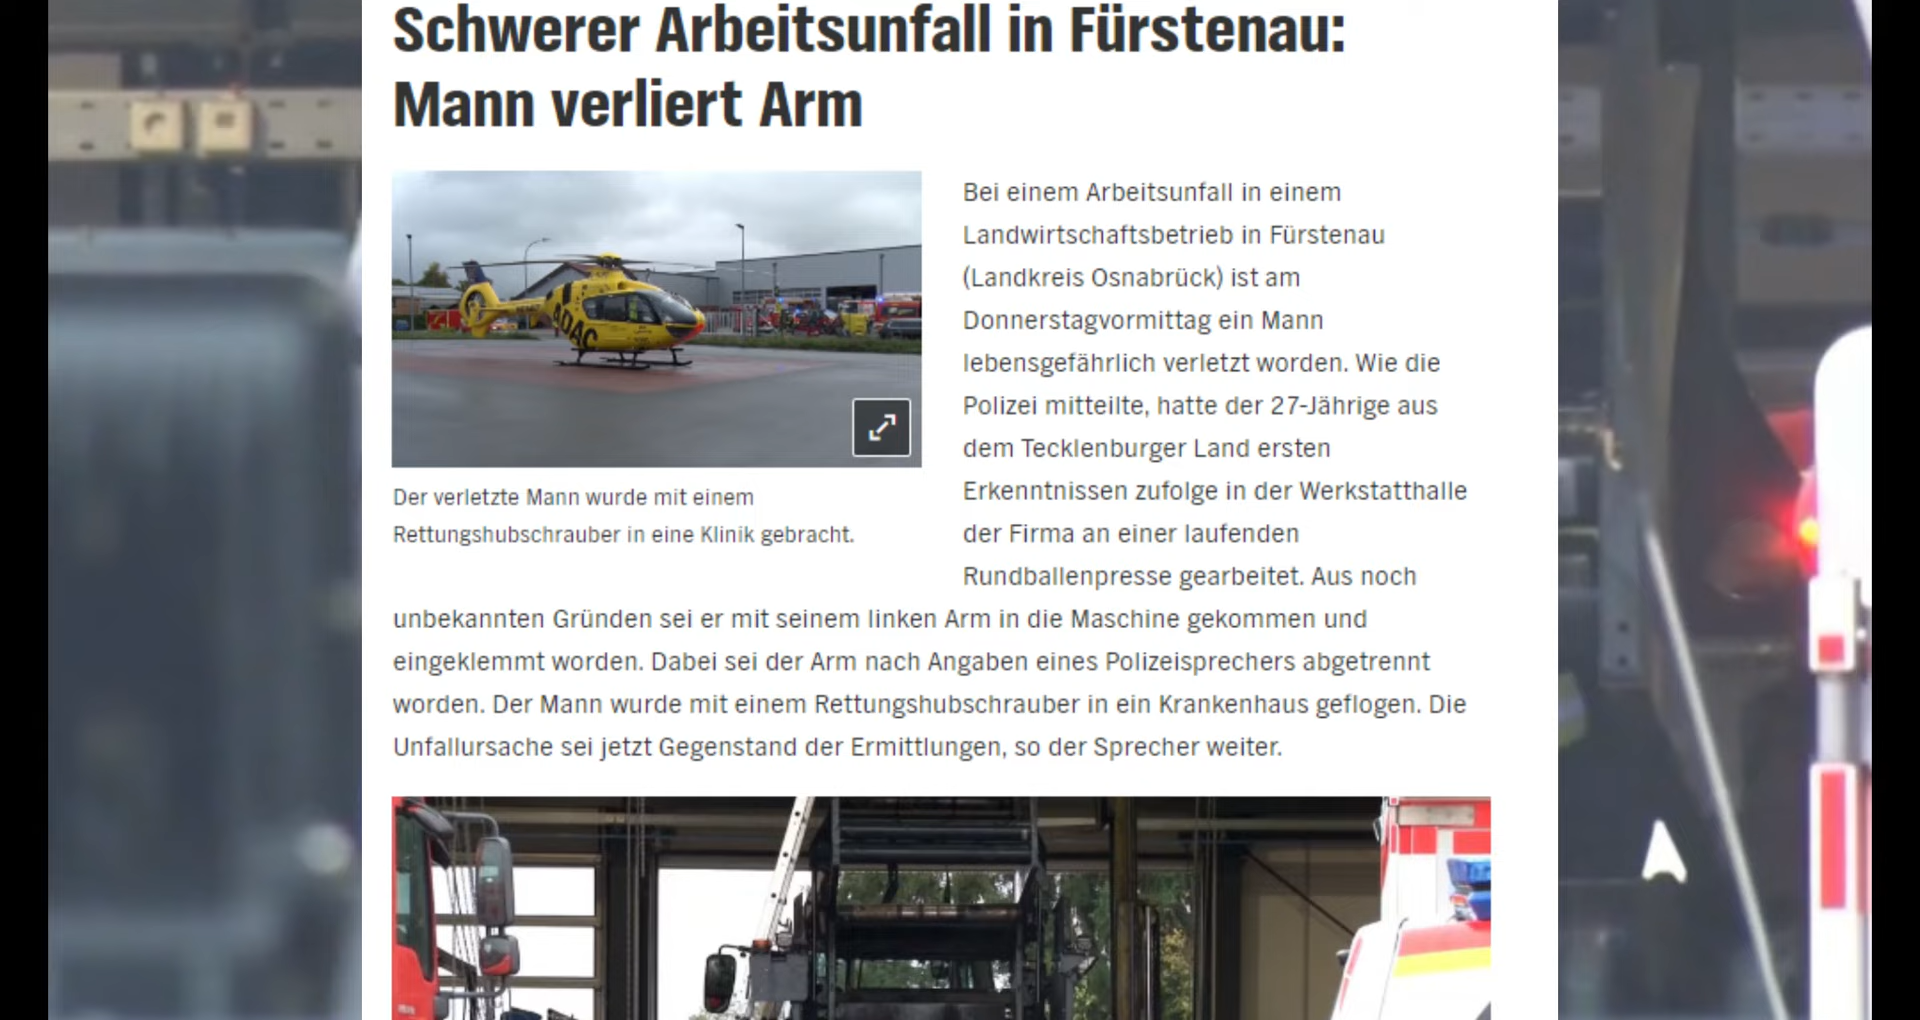 Schwerer Arbeitsunfall in Fürstenau:
Mann verliert Arm
ADAC
Der verletzte Mann wurde mit einem
Rettungshubschrauber in eine Klinik gebracht.
Bei einem Arbeitsunfall in einem
Landwirtschaftsbetrieb in Fürstenau
(Landkreis Osnabrück) ist am
Donnerstagvormittag ein Mann
lebensgefährlich verletzt worden. Wie die
Polizei mitteilte, hatte der 27-Jährige aus
dem Tecklenburger Land ersten
Erkenntnissen zufolge in der Werkstatthalle
der Firma an einer laufenden
Rundballenpresse gearbeitet. Aus noch
unbekannten Gründen sei er mit seinem linken Arm in die Maschine gekommen und
eingeklemmt worden. Dabei sei der Arm nach Angaben eines Polizeisprechers abgetrennt
worden. Der Mann wurde mit einem Rettungshubschrauber in ein Krankenhaus geflogen. Die
Unfallursache sei jetzt Gegenstand der Ermittlungen, so der Sprecher weiter.